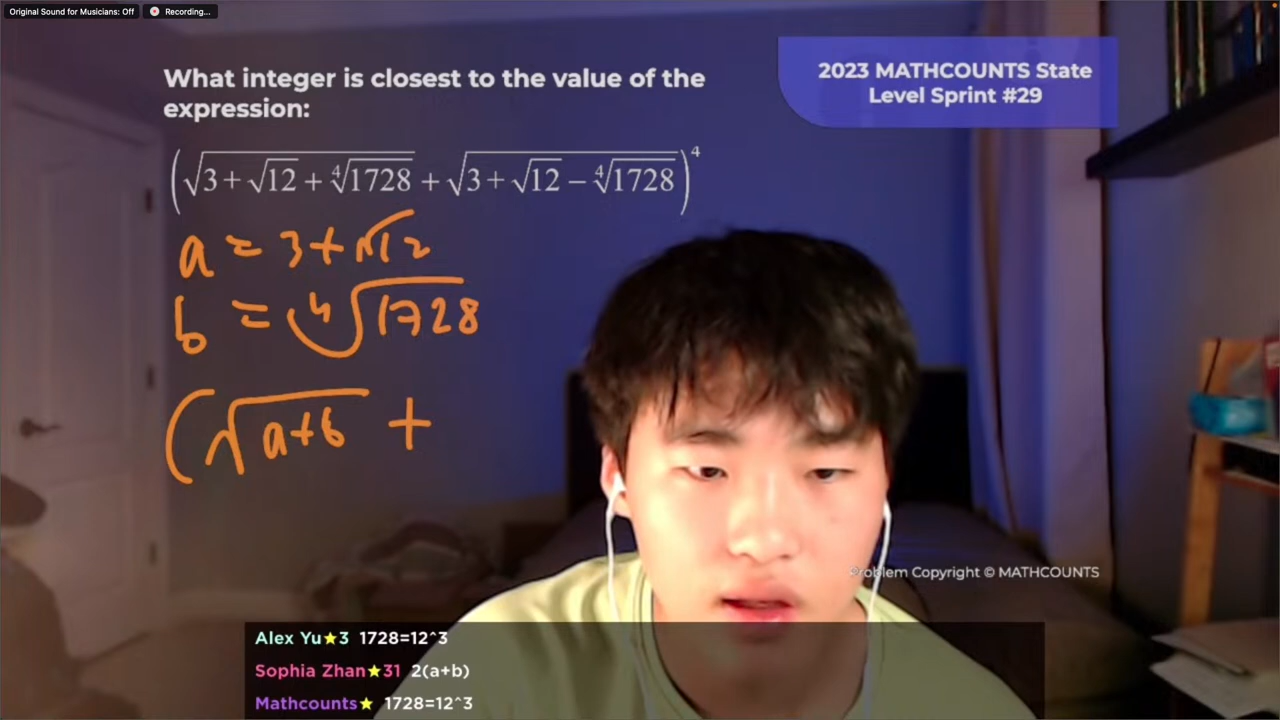 Original Sound for Musicians: Off
Recording...
What integer is closest to the value of the
expression:
2023 MATHCOUNTS State
Level Sprint #29
(√(3+√12+∜1728) + √(3+√12−∜1728))^4
a = 3+√12
b = ∜1728
(√(a+b) +
Problem Copyright © MATHCOUNTS
Alex Yu⭐3 1728=12^3
Sophia Zhan⭐31 2(a+b)
Mathcounts⭐ 1728=12^3